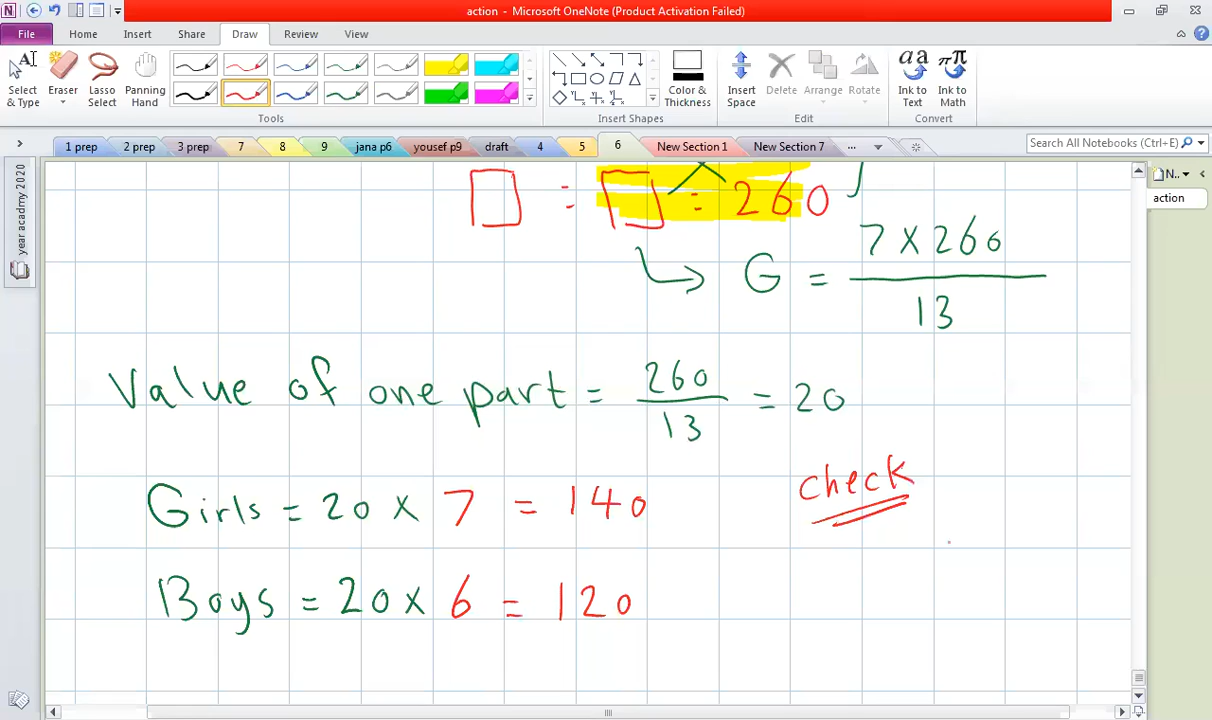 action - Microsoft OneNote (Product Activation Failed)
File Home Insert Share Draw Review View
Select & Type
Eraser
Lasso Select
Panning Hand
Color & Thickness
Insert Space
Delete
Arrange
Rotate
Ink to Text
Ink to Math
Tools Insert Shapes Edit Convert
1 prep 2 prep 3 prep 7 8 9 jana p6 yousef p9 draft 4 5 6 New Section 1 New Section 7 ...
Search All Notebooks (Ctrl+E)
year acadmy 2020
N..
action
: : 260
G = 7 × 260 / 13
Value of one part = 260 / 13 = 20
check
Girls = 20 × 7 = 140
Boys = 20 × 6 = 120